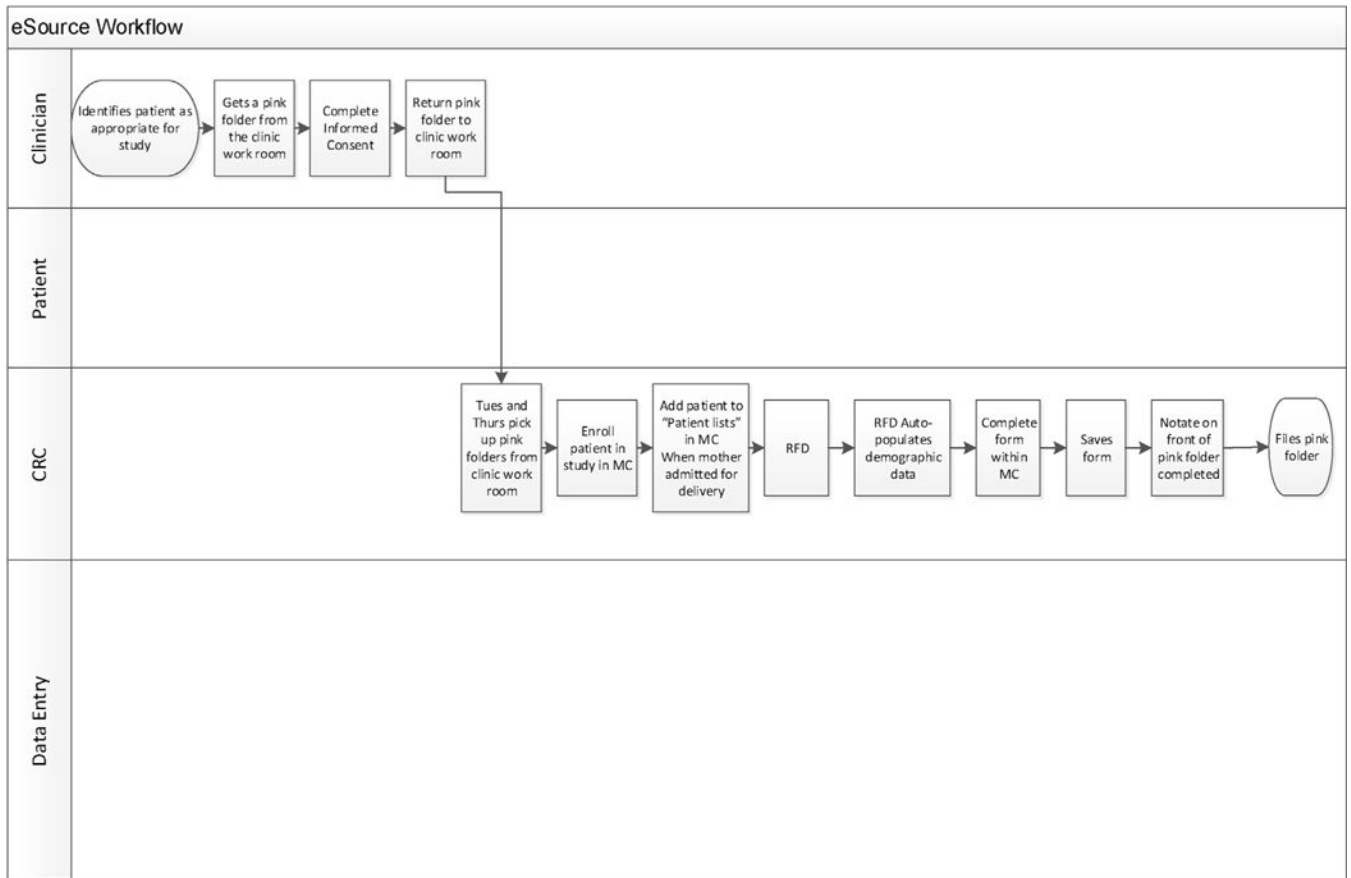 eSource Workflow
Clinician
Identifies patient as
appropriate for
study
Gets a pink
folder from
the clinic
work room
Complete
Informed
Consent
Return pink
folder to
clinic work
room
Patient
CRC
Tues and
Thurs pick
up pink
folders from
clinic work
room
Enroll
patient in
study in MC
Add patient to
“Patient lists”
in MC
When mother
admitted for
delivery
RFD
RFD Auto-
populates
demographic
data
Complete
form
within
MC
Saves
form
Notate on
front of
pink folder
completed
Files pink
folder
Data Entry